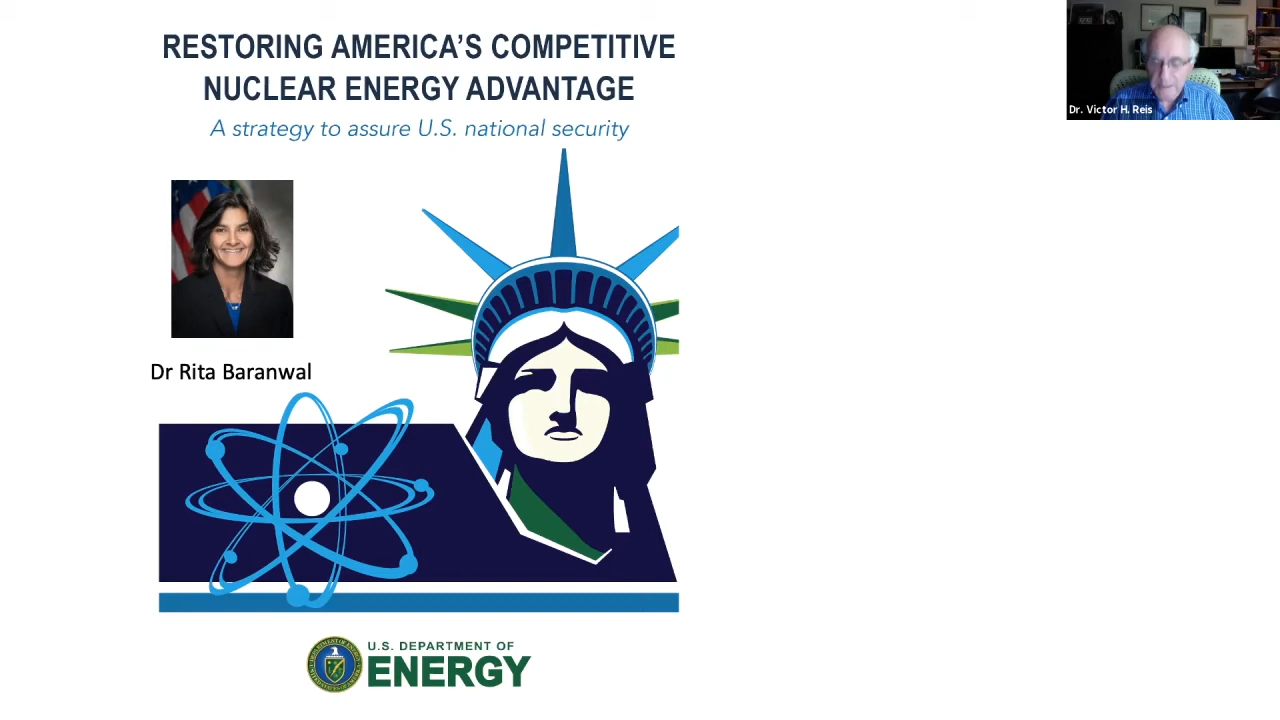 RESTORING AMERICA'S COMPETITIVE
NUCLEAR ENERGY ADVANTAGE
A strategy to assure U.S. national security
Dr. Victor H. Reis
Dr Rita Baranwal
U.S. DEPARTMENT OF
ENERGY